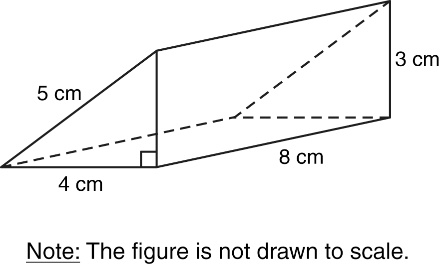 3 cm
5 cm
8 cm
4 cm
Note: The figure is not drawn to scale.